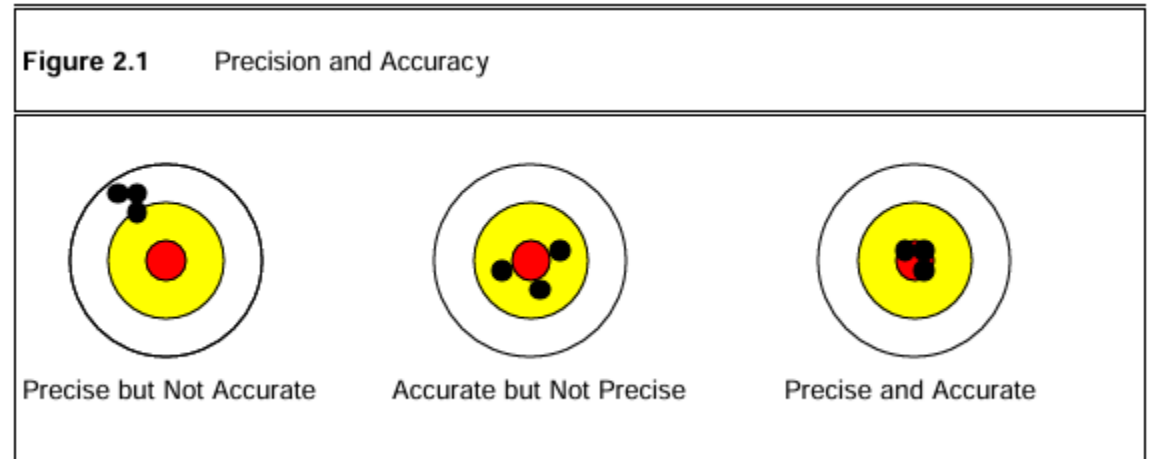 Figure 2.1 Precision and Accuracy
Precise but Not Accurate
Accurate but Not Precise
Precise and Accurate